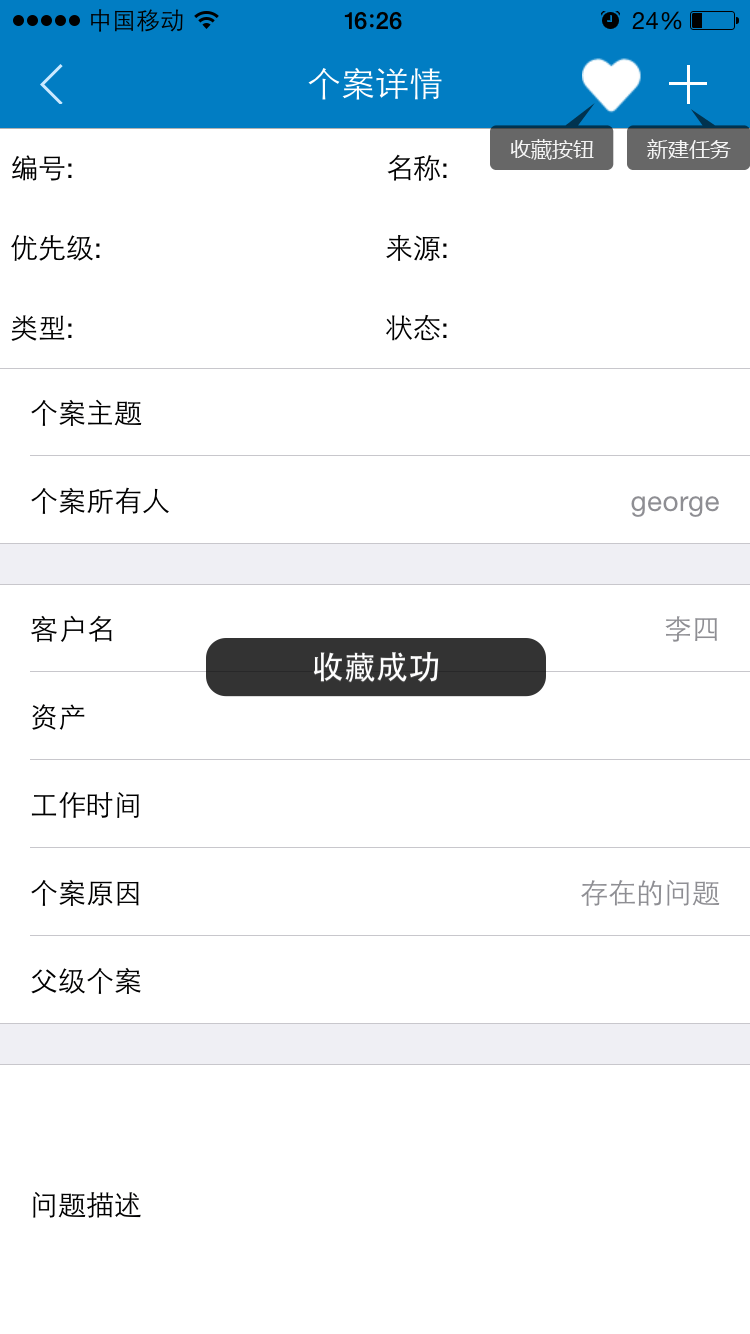 中国移动 16:26 24%
个案详情
收藏按钮 新建任务
编号: 名称:
优先级: 来源:
类型: 状态:
个案主题
个案所有人 george
客户名 李四
收藏成功
资产
工作时间
个案原因 存在的问题
父级个案
问题描述